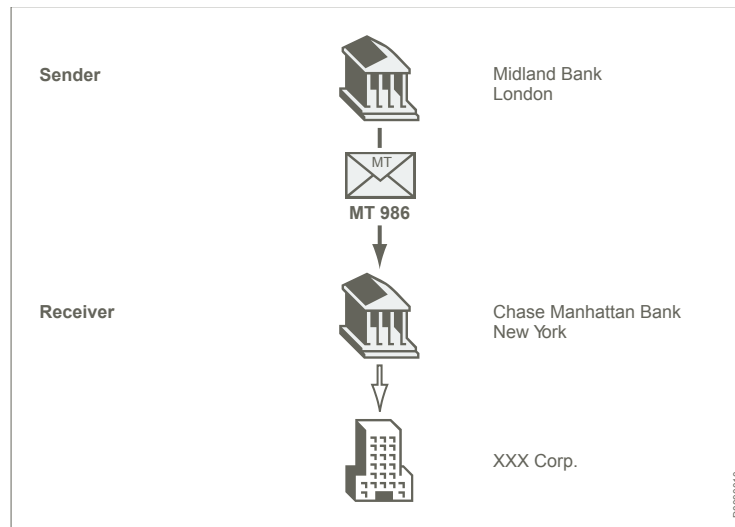 Sender
Midland Bank
London
MT
MT 986
Receiver
Chase Manhattan Bank
New York
XXX Corp.